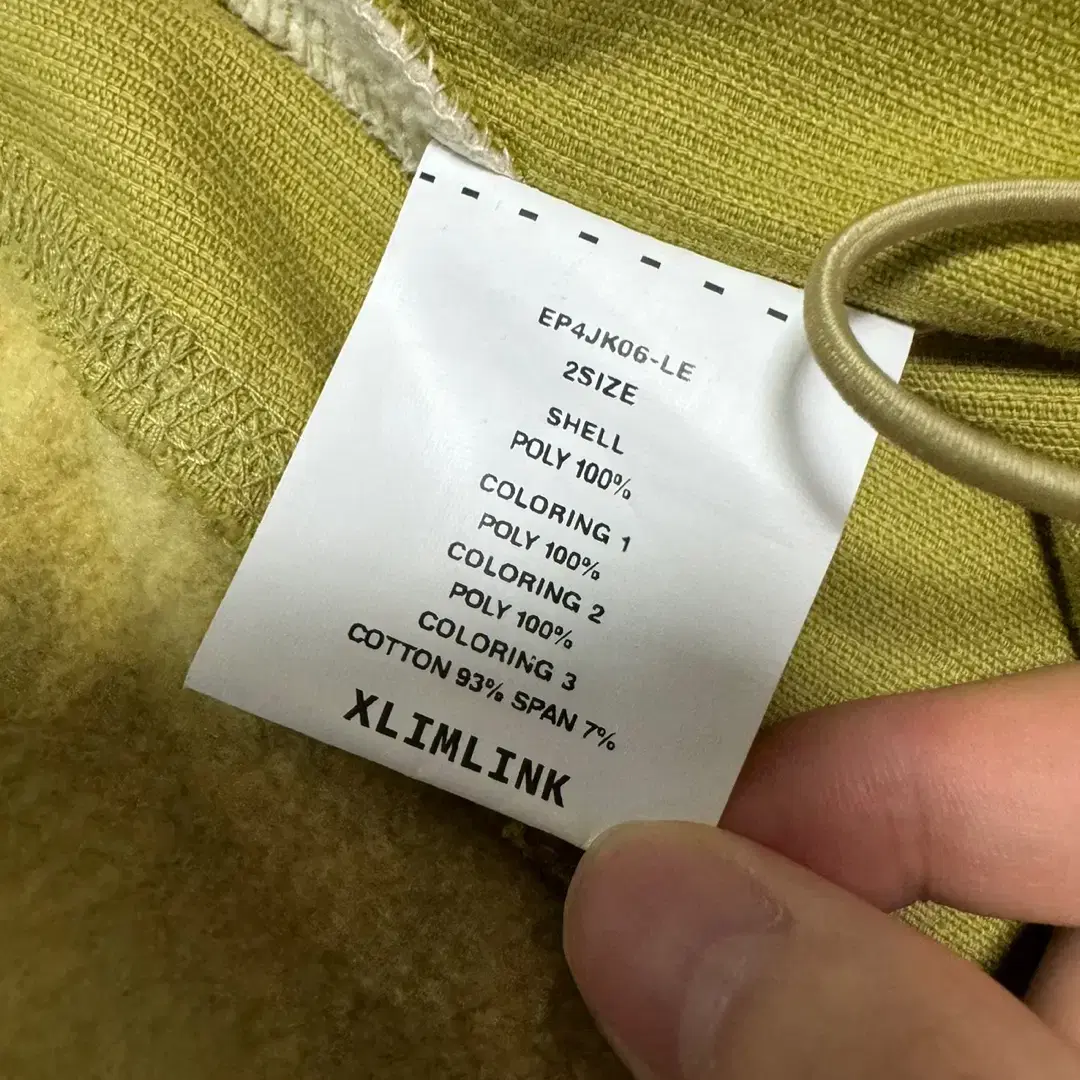 EP4JK06-LE
2SIZE
SHELL
POLY 100%
COLORING 1
POLY 100%
COLORING 2
POLY 100%
COLORING 3
COTTON 93% SPAN 7%
XLIMLINK